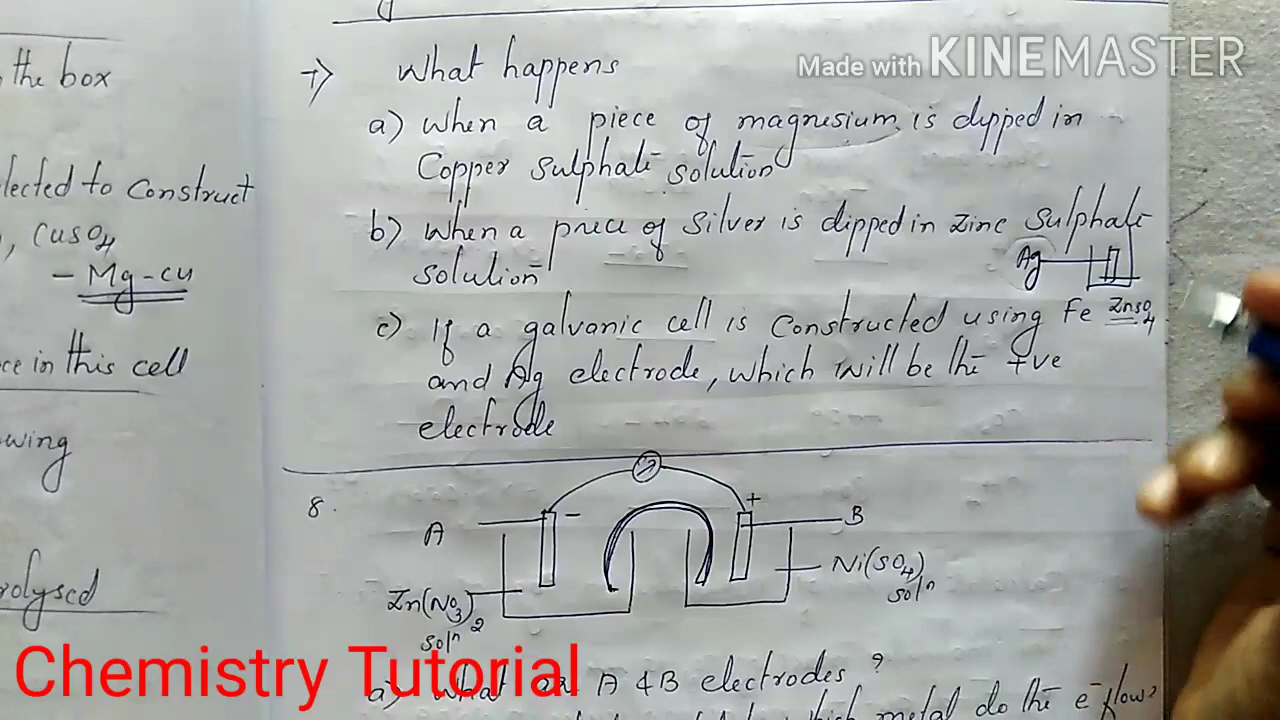 the box
lected to construct
, CuSO4
- Mg-Cu
ce in this cell
wing
rolysed
Made with KINEMASTER
7) What happens
a) When a piece of magnesium is dipped in
Copper sulphate solution
b) When a piece of silver is dipped in zinc sulphate
solution
Ag
ZnSO4
c) If a galvanic cell is constructed using Fe
and Ag electrode, which will be the +ve
electrode
8.
A - + B
Zn(NO3)2
soln
Ni(SO4)
soln
a) What A & B electrodes ?
which metal do the e- flow?
Chemistry Tutorial